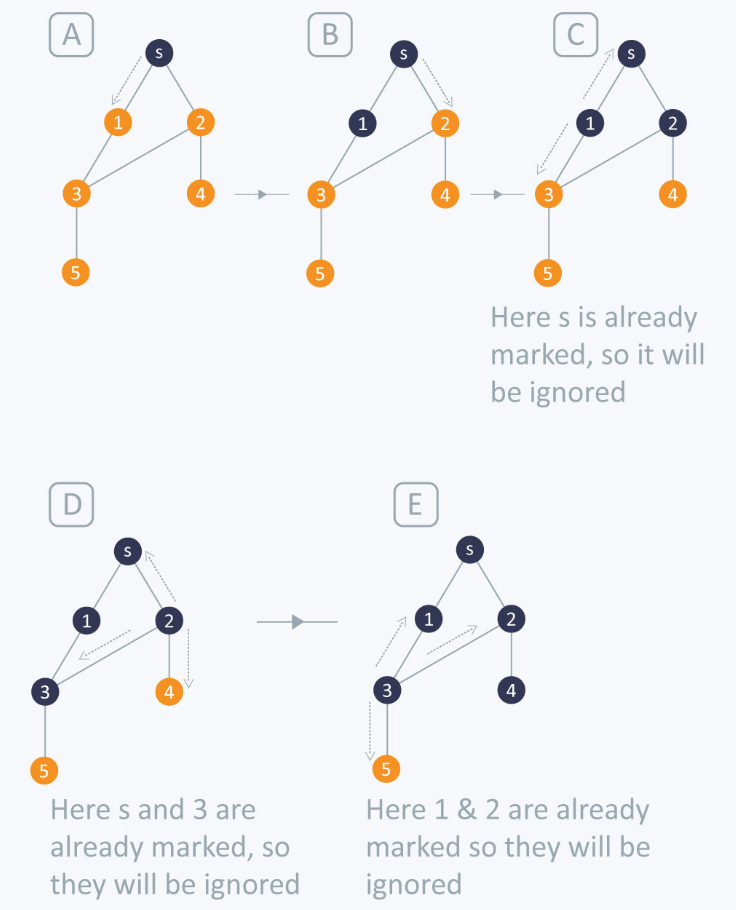 A
B
C
s
s
s
1
2
1
2
1
2
3
4
3
4
3
4
5
5
5
Here s is already
marked, so it will
be ignored
D
E
s
s
1
2
1
2
3
4
3
4
5
5
Here s and 3 are
already marked, so
they will be ignored
Here 1 & 2 are already
marked so they will be
ignored